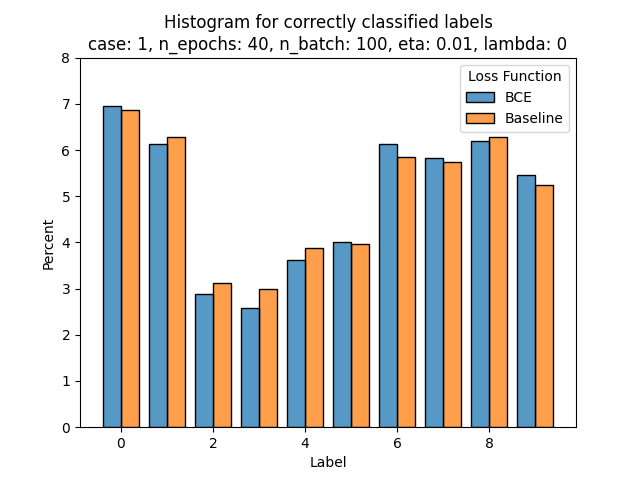 Histogram for correctly classified labels
case: 1, n_epochs: 40, n_batch: 100, eta: 0.01, lambda: 0
8
7
6
5
4
3
2
1
0
Percent
Loss Function
BCE
Baseline
0 2 4 6 8
Label